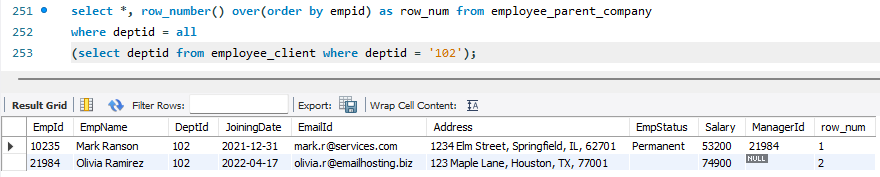 251 select *, row_number() over(order by empid) as row_num from employee_parent_company
252 where deptid = all
253 (select deptid from employee_client where deptid = '102');
Result Grid Filter Rows: Export: Wrap Cell Content: IA
EmpId EmpName DeptId JoiningDate EmailId Address EmpStatus Salary ManagerId row_num
10235 Mark Ranson 102 2021-12-31 mark.r@services.com 1234 Elm Street, Springfield, IL, 62701 Permanent 53200 21984 1
21984 Olivia Ramirez 102 2022-04-17 olivia.r@emailhosting.biz 123 Maple Lane, Houston, TX, 77001 74900 NULL 2